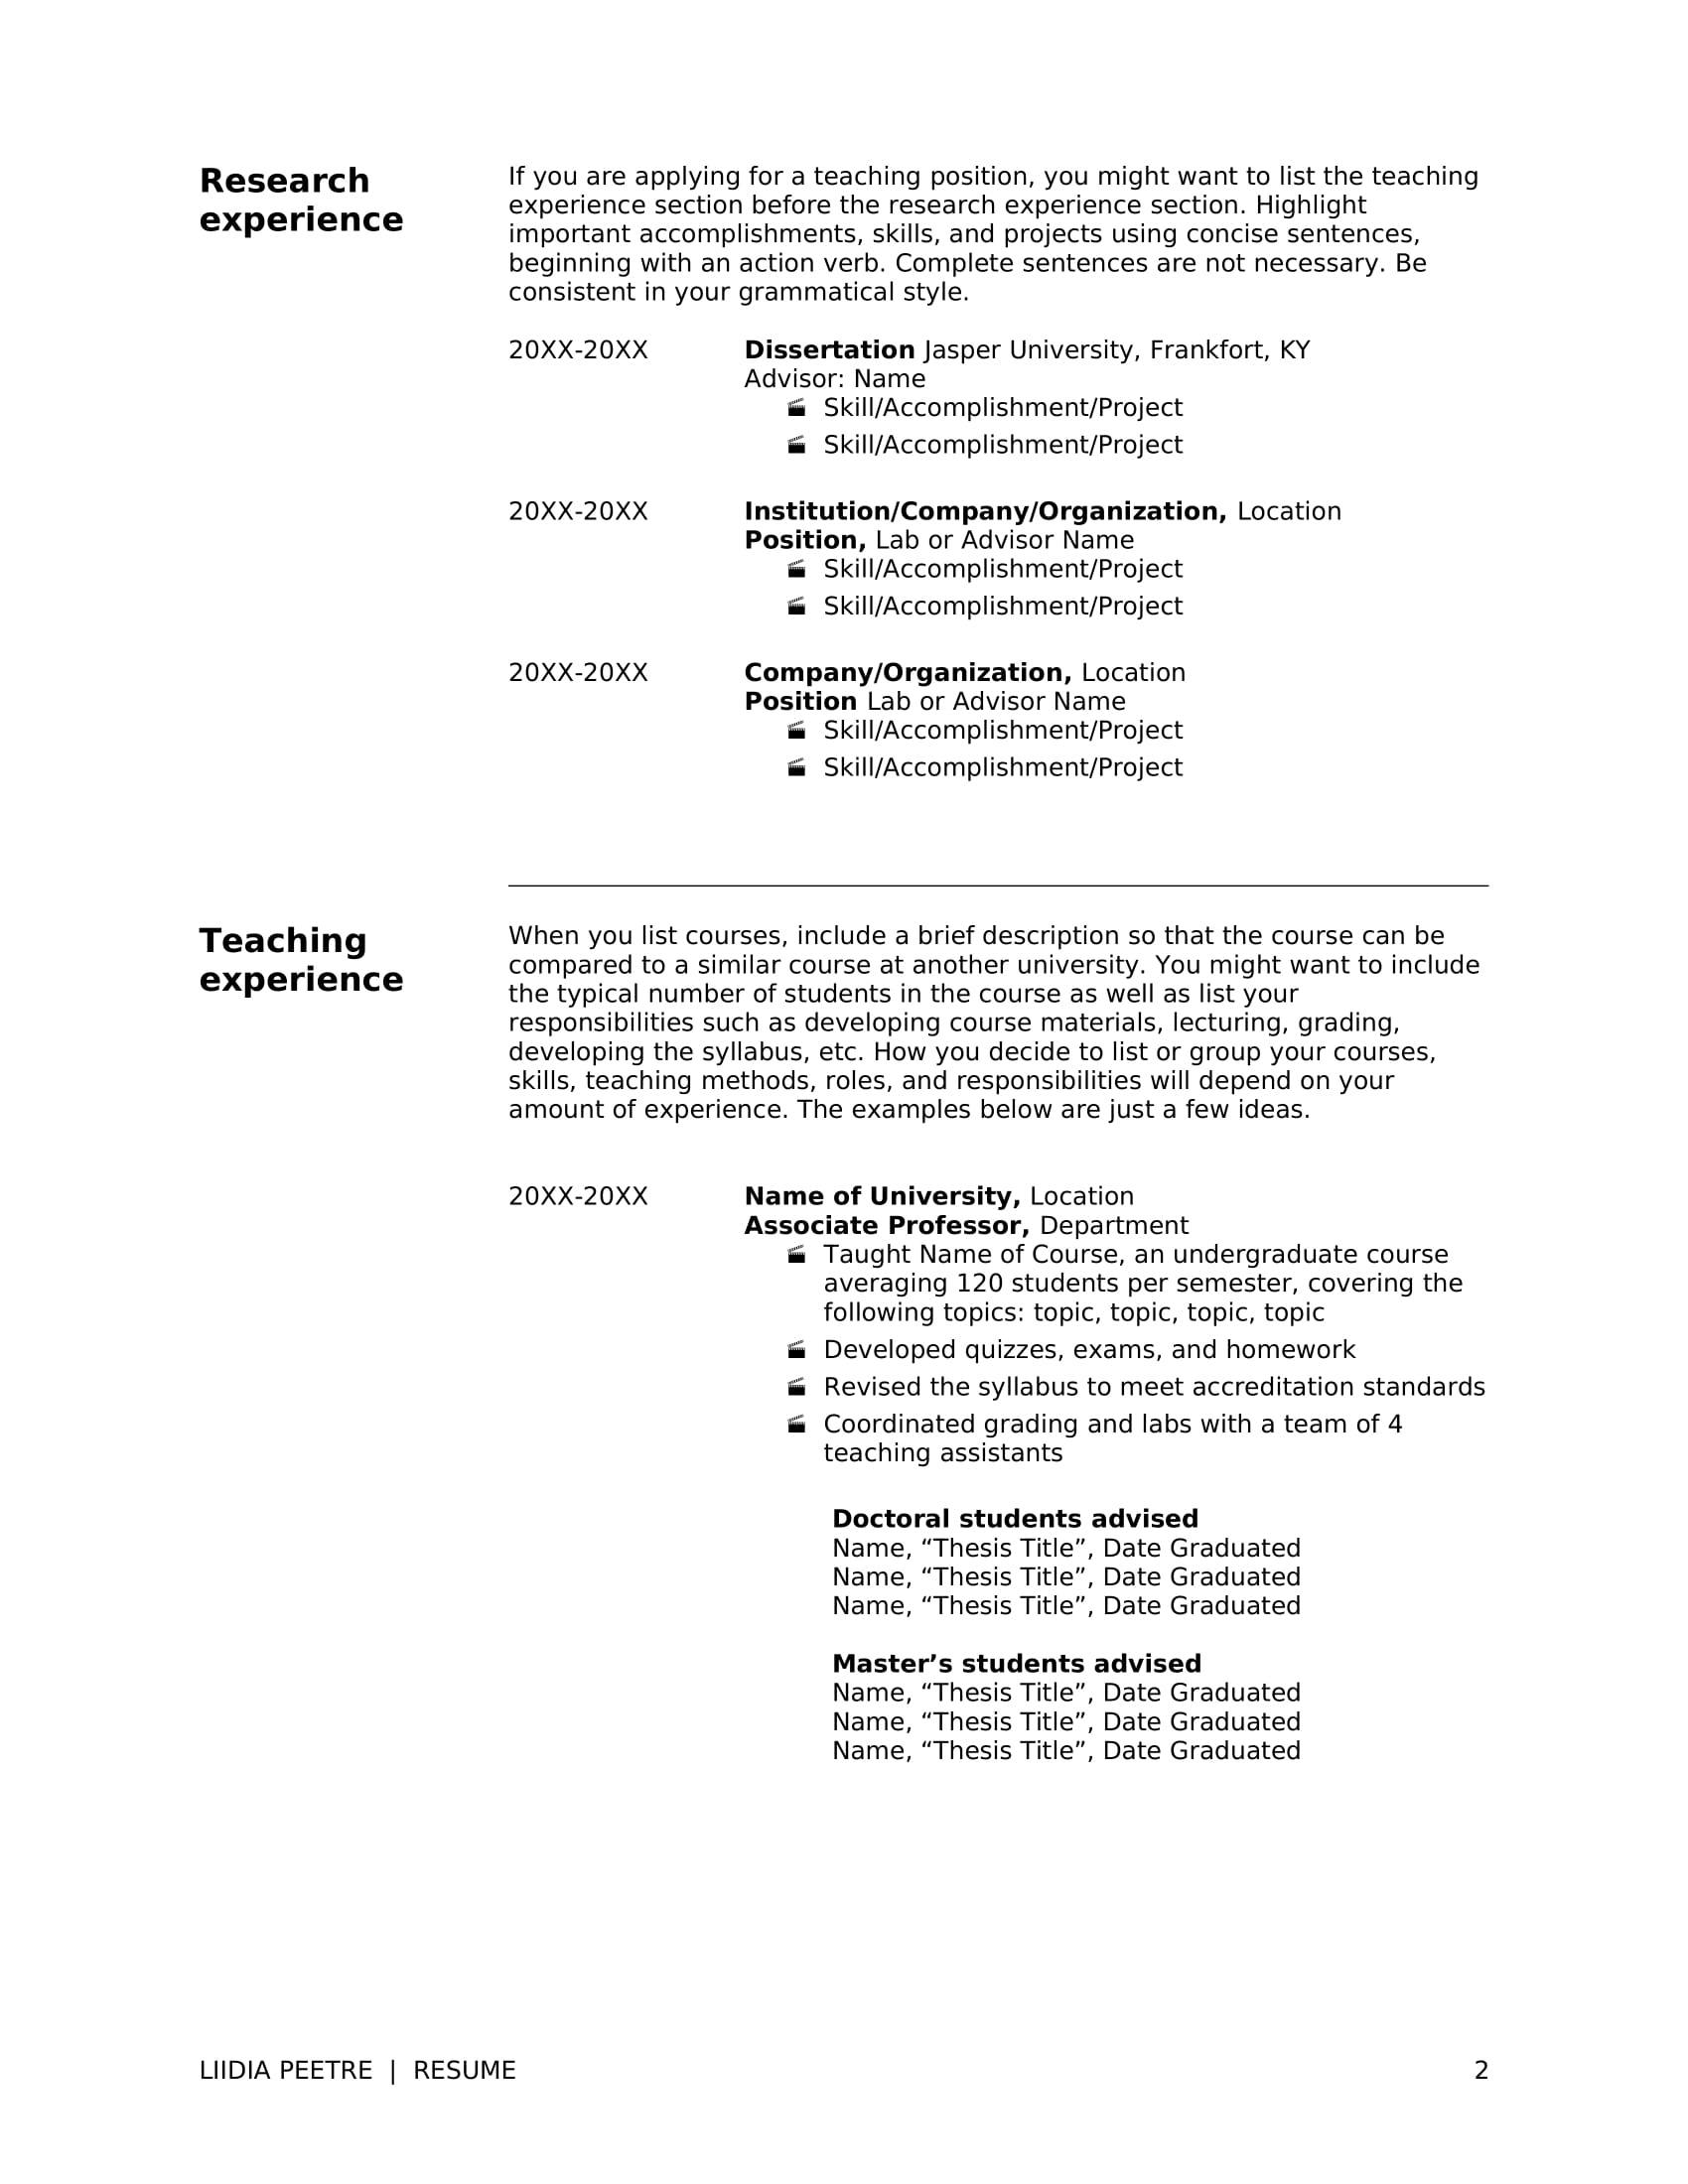 Research
experience
If you are applying for a teaching position, you might want to list the teaching
experience section before the research experience section. Highlight
important accomplishments, skills, and projects using concise sentences,
beginning with an action verb. Complete sentences are not necessary. Be
consistent in your grammatical style.
20XX-20XX Dissertation Jasper University, Frankfort, KY
Advisor: Name
Skill/Accomplishment/Project
Skill/Accomplishment/Project
20XX-20XX Institution/Company/Organization, Location
Position, Lab or Advisor Name
Skill/Accomplishment/Project
Skill/Accomplishment/Project
20XX-20XX Company/Organization, Location
Position Lab or Advisor Name
Skill/Accomplishment/Project
Skill/Accomplishment/Project
Teaching
experience
When you list courses, include a brief description so that the course can be
compared to a similar course at another university. You might want to include
the typical number of students in the course as well as list your
responsibilities such as developing course materials, lecturing, grading,
developing the syllabus, etc. How you decide to list or group your courses,
skills, teaching methods, roles, and responsibilities will depend on your
amount of experience. The examples below are just a few ideas.
20XX-20XX Name of University, Location
Associate Professor, Department
Taught Name of Course, an undergraduate course
averaging 120 students per semester, covering the
following topics: topic, topic, topic, topic
Developed quizzes, exams, and homework
Revised the syllabus to meet accreditation standards
Coordinated grading and labs with a team of 4
teaching assistants
Doctoral students advised
Name, “Thesis Title”, Date Graduated
Name, “Thesis Title”, Date Graduated
Name, “Thesis Title”, Date Graduated
Master’s students advised
Name, “Thesis Title”, Date Graduated
Name, “Thesis Title”, Date Graduated
Name, “Thesis Title”, Date Graduated
LIIDIA PEETRE | RESUME 2